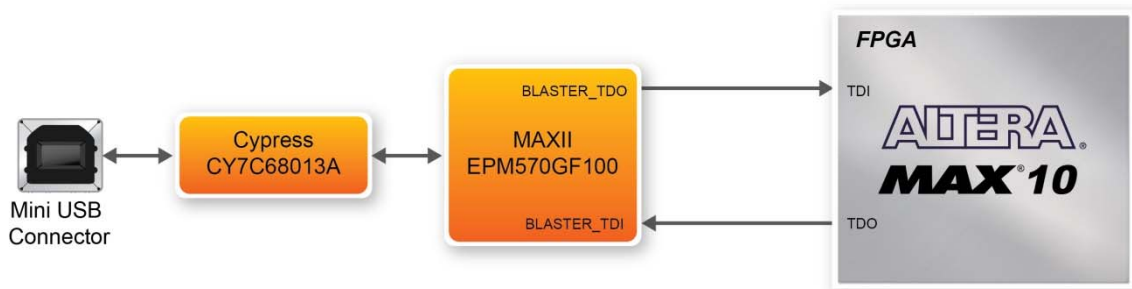 Mini USB
Connector
Cypress
CY7C68013A
BLASTER_TDO
MAXII
EPM570GF100
BLASTER_TDI
FPGA
TDI
ALTERA®
MAX® 10
TDO